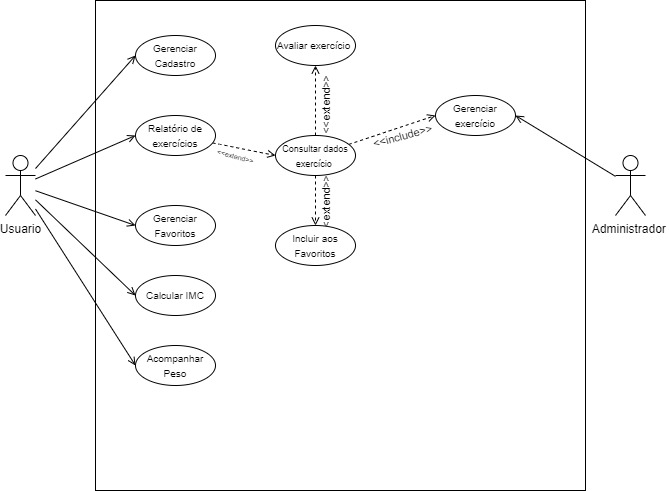 Avaliar exercício
Gerenciar
Cadastro
<<extend>>
Gerenciar
exercício
Relatório de
exercícios
<<include>>
<<extend>>
Consultar dados
exercício
<extend>>
Usuario
Administrador
Gerenciar
Favoritos
Incluir aos
Favoritos
Calcular IMC
Acompanhar
Peso